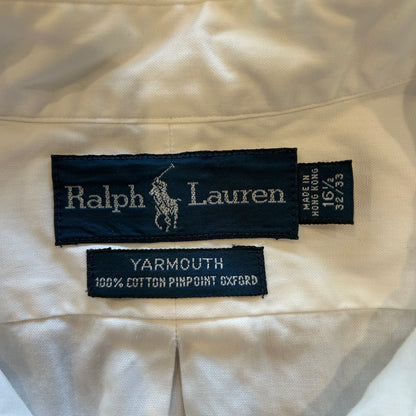 Ralph Lauren
MADE IN
HONG KONG
16½
32/33
YARMOUTH
100% COTTON PINPOINT OXFORD